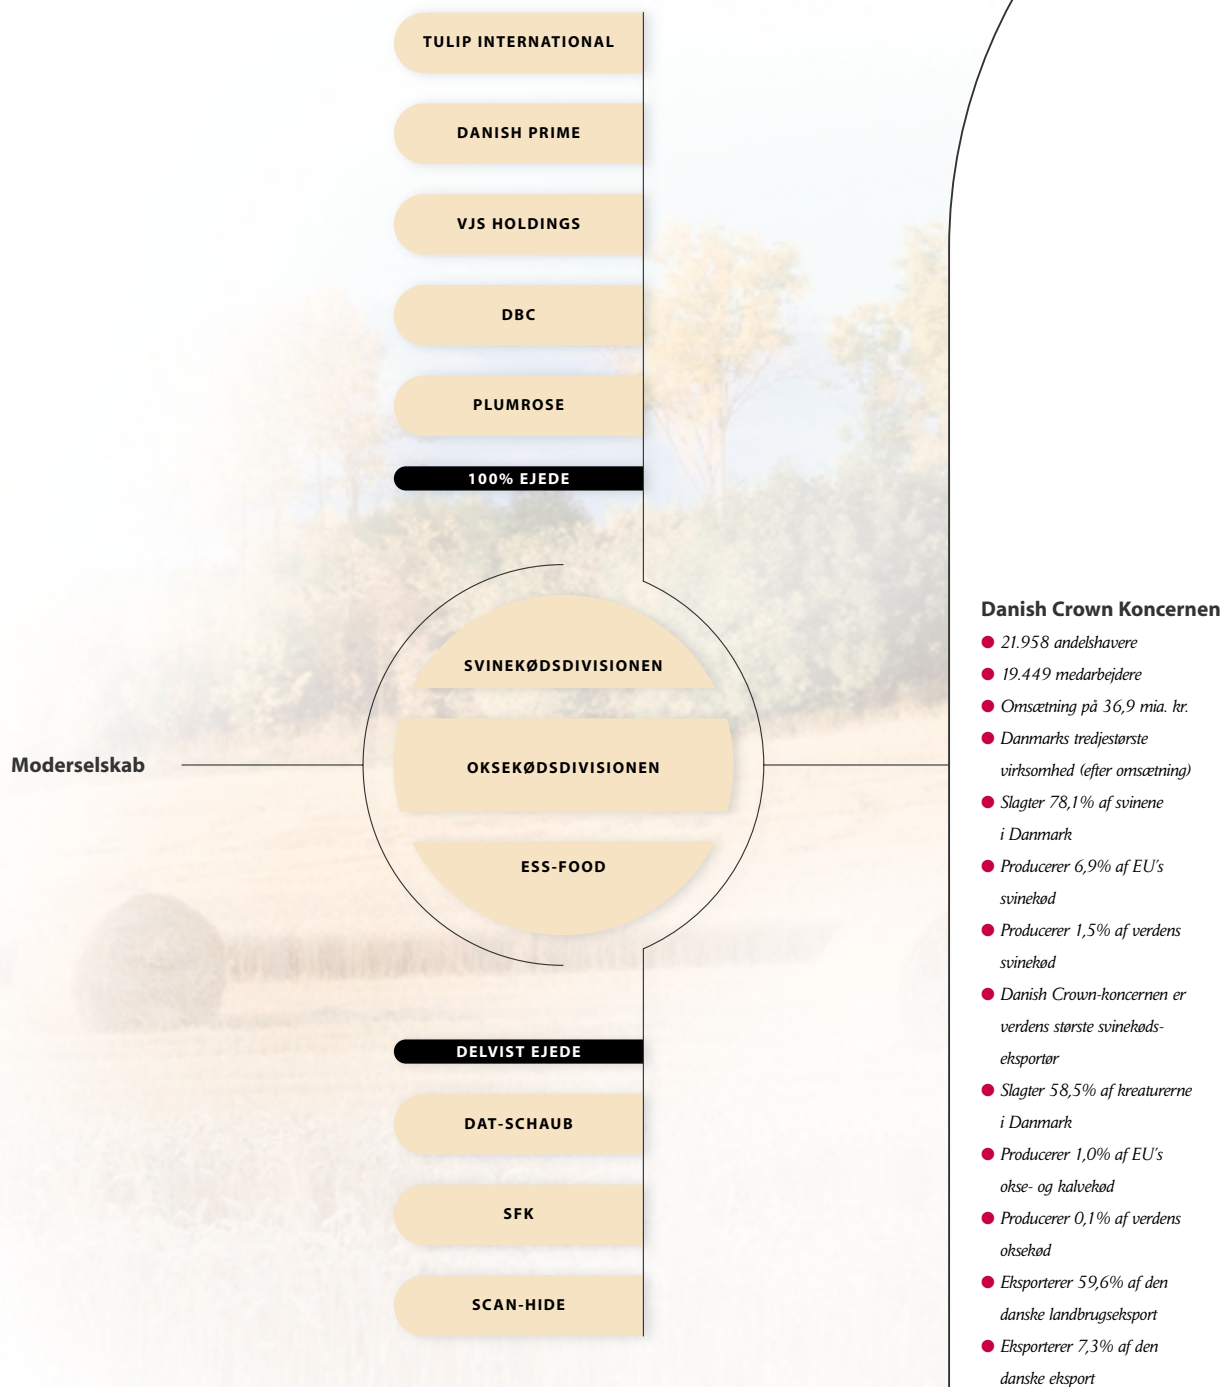 TULIP INTERNATIONAL
DANISH PRIME
VJS HOLDINGS
DBC
PLUMROSE
100% EJEDE
SVINEKØDSDIVISIONEN
OKSEKØDSDIVISIONEN
ESS-FOOD
Moderselskab
DELVIST EJEDE
DAT-SCHAUB
SFK
SCAN-HIDE
Danish Crown Koncernen
● 21.958 andelshavere
● 19.449 medarbejdere
● Omsætning på 36,9 mia. kr.
● Danmarks tredjestørste
virksomhed (efter omsætning)
● Slagter 78,1% af svinene
i Danmark
● Producerer 6,9% af EU's
svinekød
● Producerer 1,5% af verdens
svinekød
● Danish Crown-koncernen er
verdens største svinekøds-
eksportør
● Slagter 58,5% af kreaturerne
i Danmark
● Producerer 1,0% af EU's
okse- og kalvekød
● Producerer 0,1% af verdens
oksekød
● Eksporterer 59,6% af den
danske landbrugseksport
● Eksporterer 7,3% af den
danske eksport